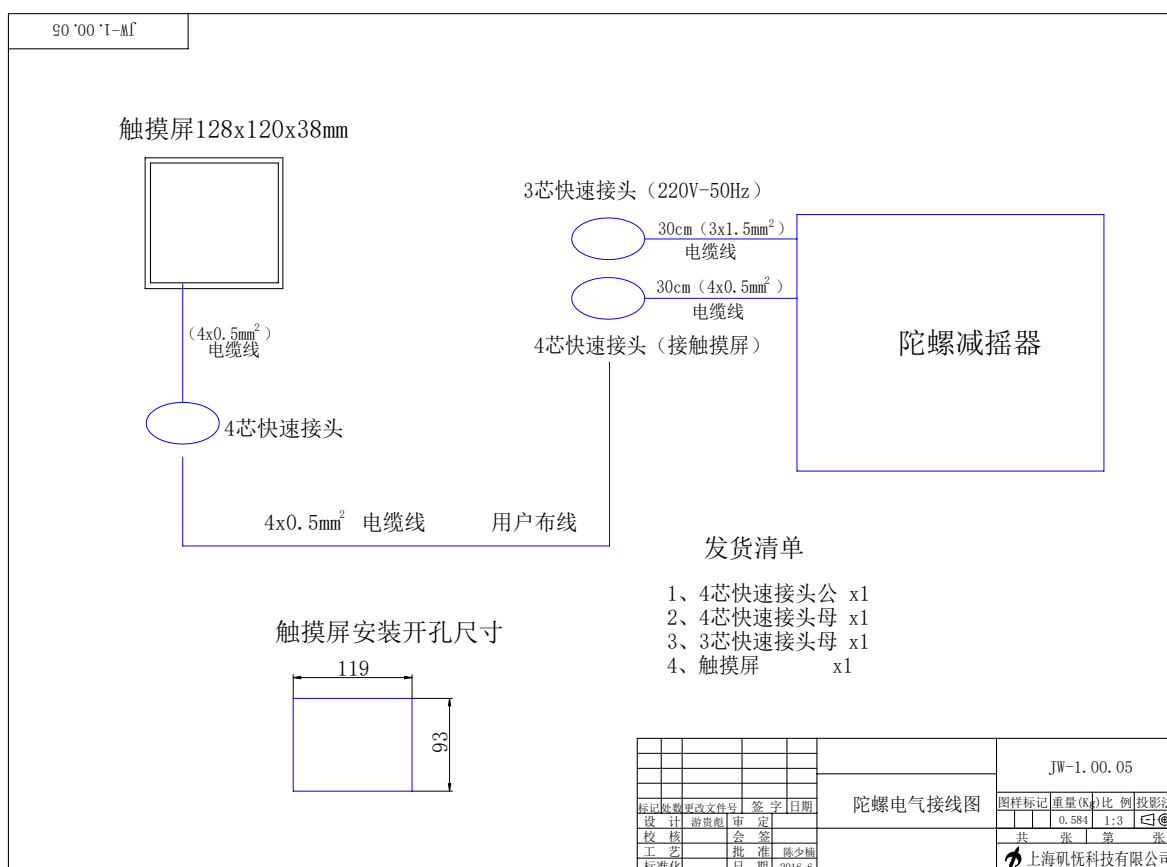 JW-1.00.05
触摸屏128x120x38mm
3芯快速接头（220V-50Hz）
30cm（3x1.5mm²）
电缆线
30cm（4x0.5mm²）
电缆线
4芯快速接头（接触摸屏）
陀螺减摇器
（4x0.5mm²）
电缆线
4芯快速接头
4x0.5mm² 电缆线 用户布线
发货清单
1、4芯快速接头公 x1
2、4芯快速接头母 x1
3、3芯快速接头母 x1
4、触摸屏 x1
触摸屏安装开孔尺寸
119
93
JW-1.00.05
陀螺电气接线图
标记 处数 更改文件号 签 字 日期
图样标记 重量(Kg) 比 例 投影法
设 计 游贵彪 审 定
0.584 1:3
校 核 会 签
共 张 第 张
工 艺 批 准 陈少楠
标准化 日 期 2016.6
上海矶怃科技有限公司